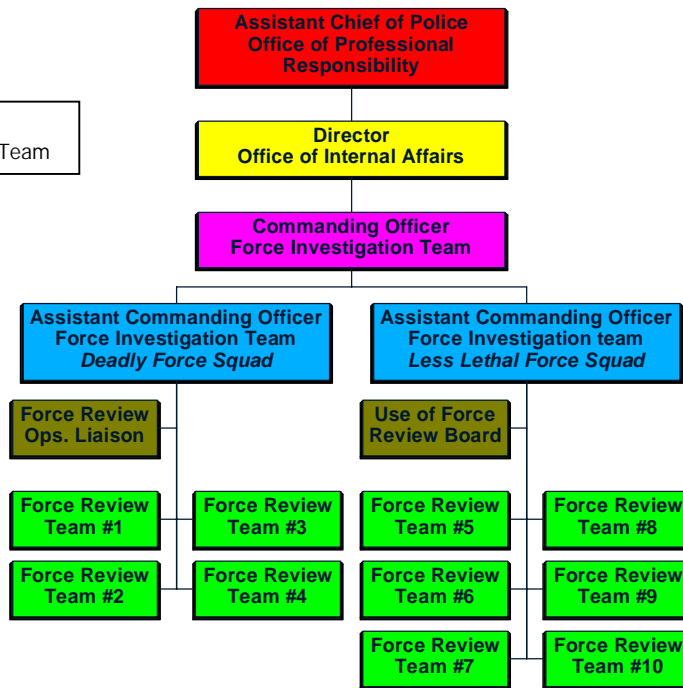 Assistant Chief of Police
Office of Professional
Responsibility
Team
Director
Office of Internal Affairs
Commanding Officer
Force Investigation Team
Assistant Commanding Officer
Force Investigation Team
Deadly Force Squad
Assistant Commanding Officer
Force Investigation team
Less Lethal Force Squad
Force Review
Ops. Liaison
Use of Force
Review Board
Force Review
Team #1
Force Review
Team #3
Force Review
Team #5
Force Review
Team #8
Force Review
Team #2
Force Review
Team #4
Force Review
Team #6
Force Review
Team #9
Force Review
Team #7
Force Review
Team #10